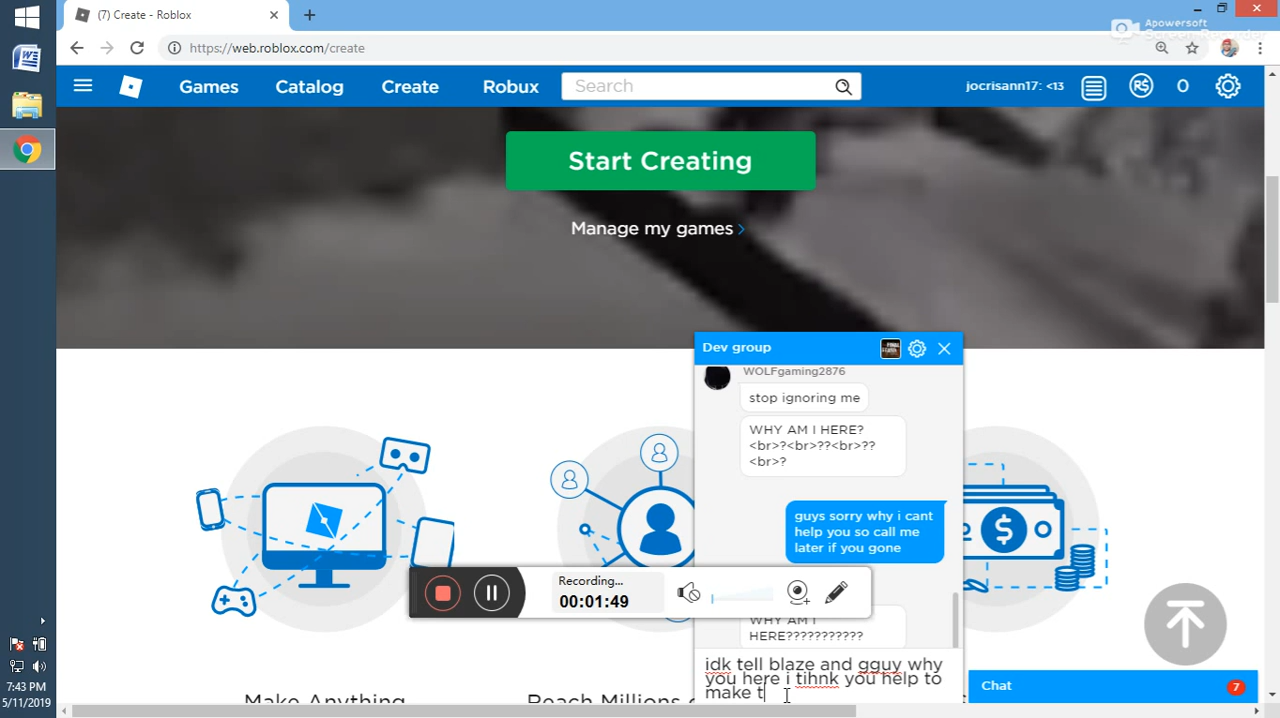 (7) Create - Roblox
https://web.roblox.com/create
Apowersoft
Screen Recorder
Games Catalog Create Robux Search jocrisann17: <13 R$ 0
Start Creating
Manage my games
Dev group
WOLFgaming2876
stop ignoring me
WHY AM I HERE?
<br>?<br>??<br>??
<br>?
guys sorry why i cant
help you so call me
later if you gone
Recording...
00:01:49
WHY AM I
HERE???????????
idk tell blaze and gguy why
you here i tihnk you help to
make t
Make Anything
Reach Millions
Chat 7
7:43 PM
5/11/2019